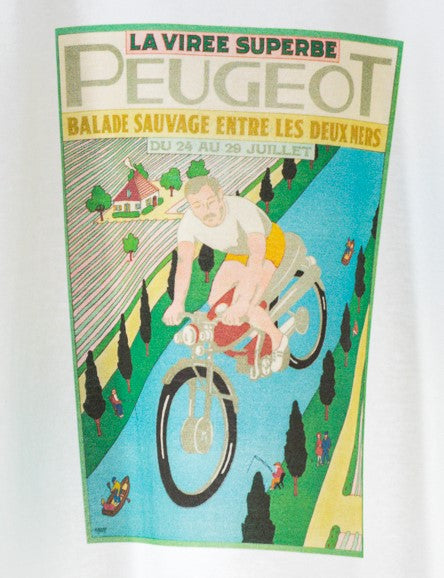 LA VIREE SUPERBE
PEUGEOT
BALADE SAUVAGE ENTRE LES DEUX MERS
DU 24 AU 29 JUILLET